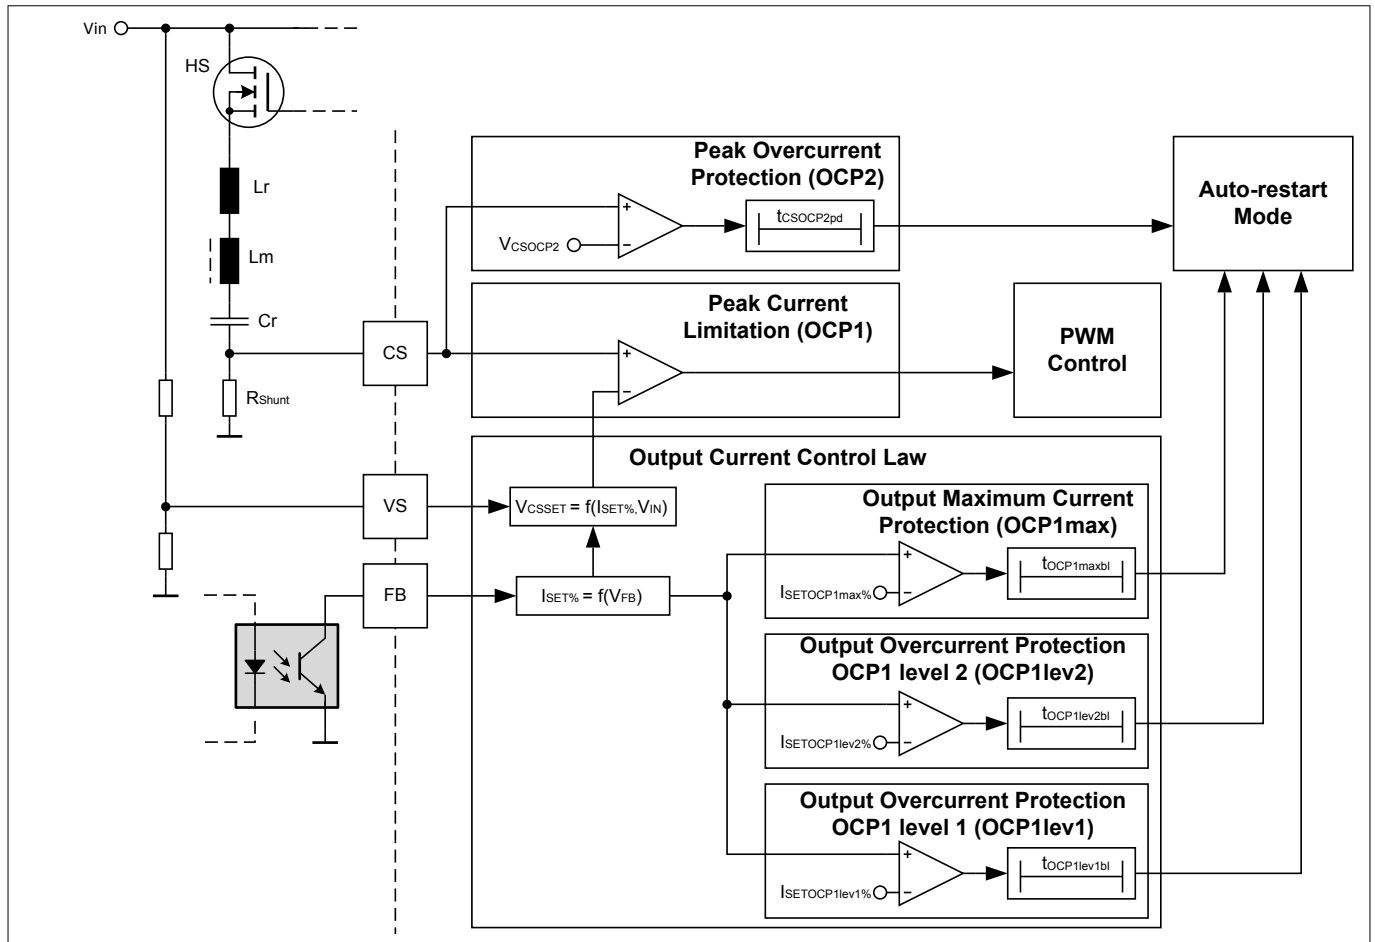 Vin
HS
Lr
Lm
Cr
RShunt
CS
VS
FB
Peak Overcurrent
Protection (OCP2)
VCSOCP2
tCSOCP2pd
Auto-restart
Mode
Peak Current
Limitation (OCP1)
PWM
Control
Output Current Control Law
VCSSET = f(ISET%,VIN)
ISET% = f(VFB)
Output Maximum Current
Protection (OCP1max)
ISETOCP1max%
tOCP1maxbl
Output Overcurrent Protection
OCP1 level 2 (OCP1lev2)
ISETOCP1lev2%
tOCP1lev2bl
Output Overcurrent Protection
OCP1 level 1 (OCP1lev1)
ISETOCP1lev1%
tOCP1lev1bl